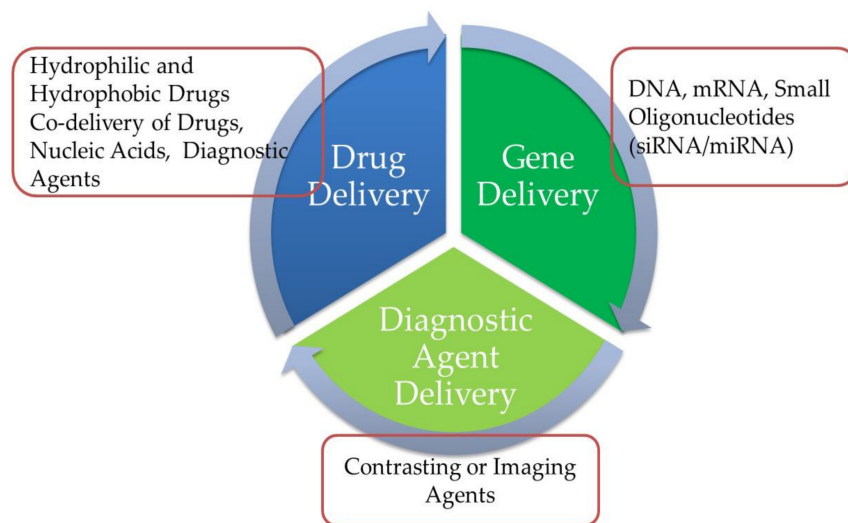 Hydrophilic and
Hydrophobic Drugs
Co-delivery of Drugs,
Nucleic Acids, Diagnostic
Agents
Drug
Delivery
Gene
Delivery
DNA, mRNA, Small
Oligonucleotides
(siRNA/miRNA)
Diagnostic
Agent
Delivery
Contrasting or Imaging
Agents